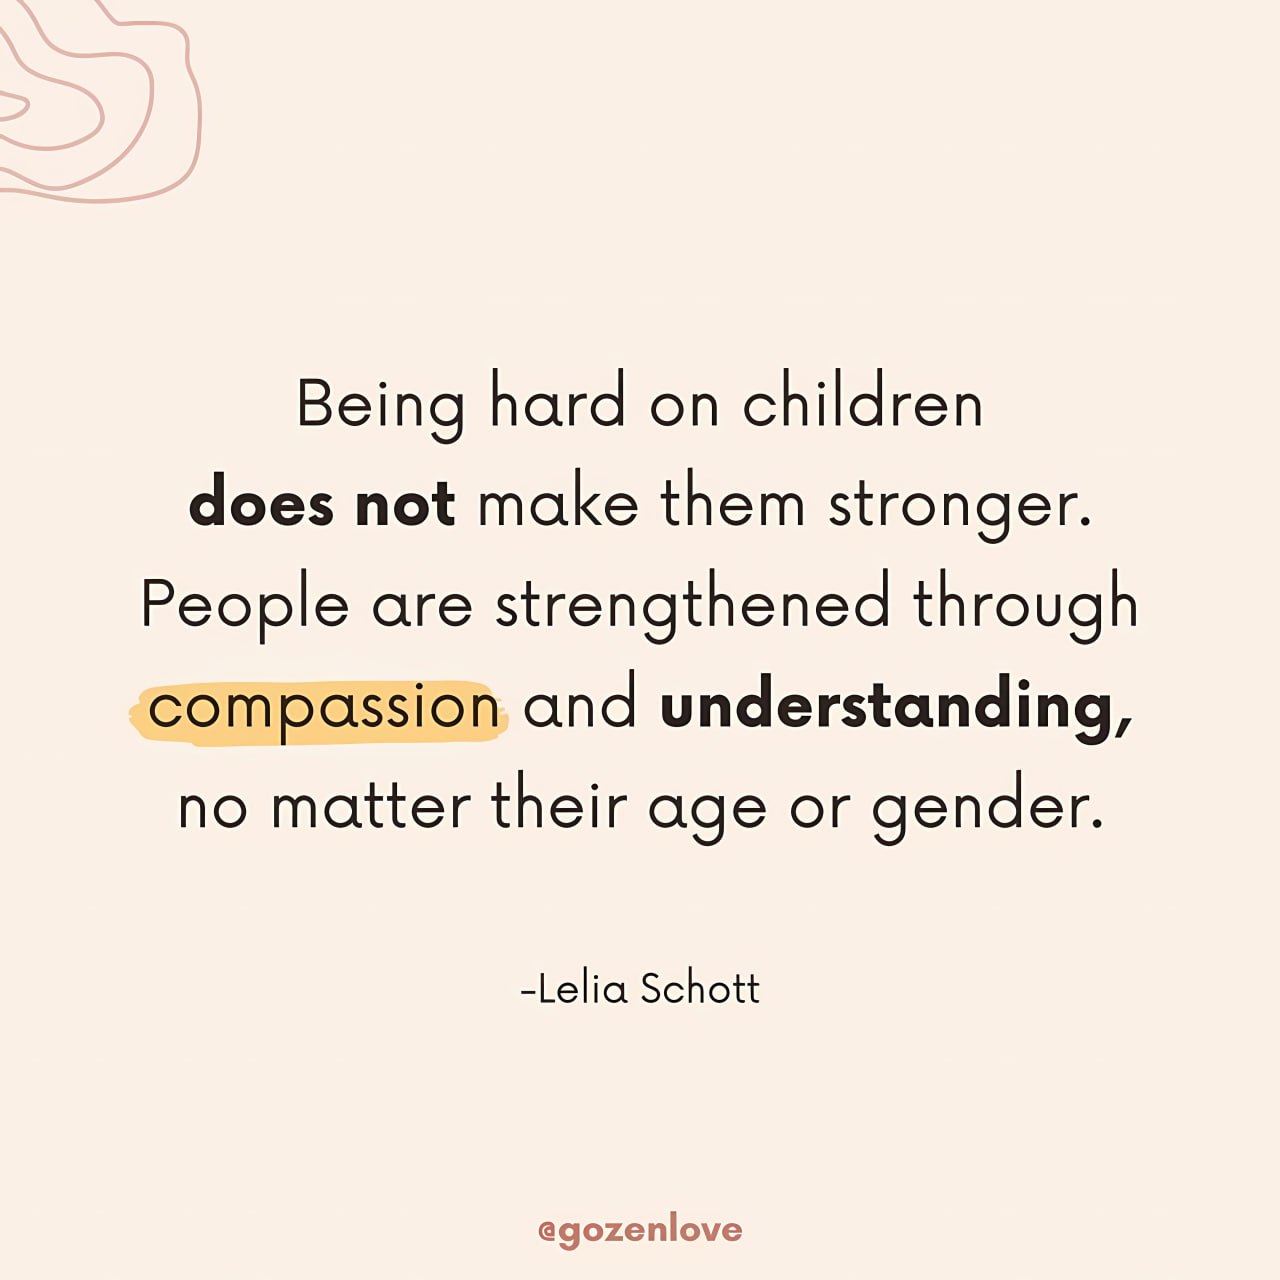 Being hard on children
does not make them stronger.
People are strengthened through
compassion and understanding,
no matter their age or gender.
-Lelia Schott
@gozenlove